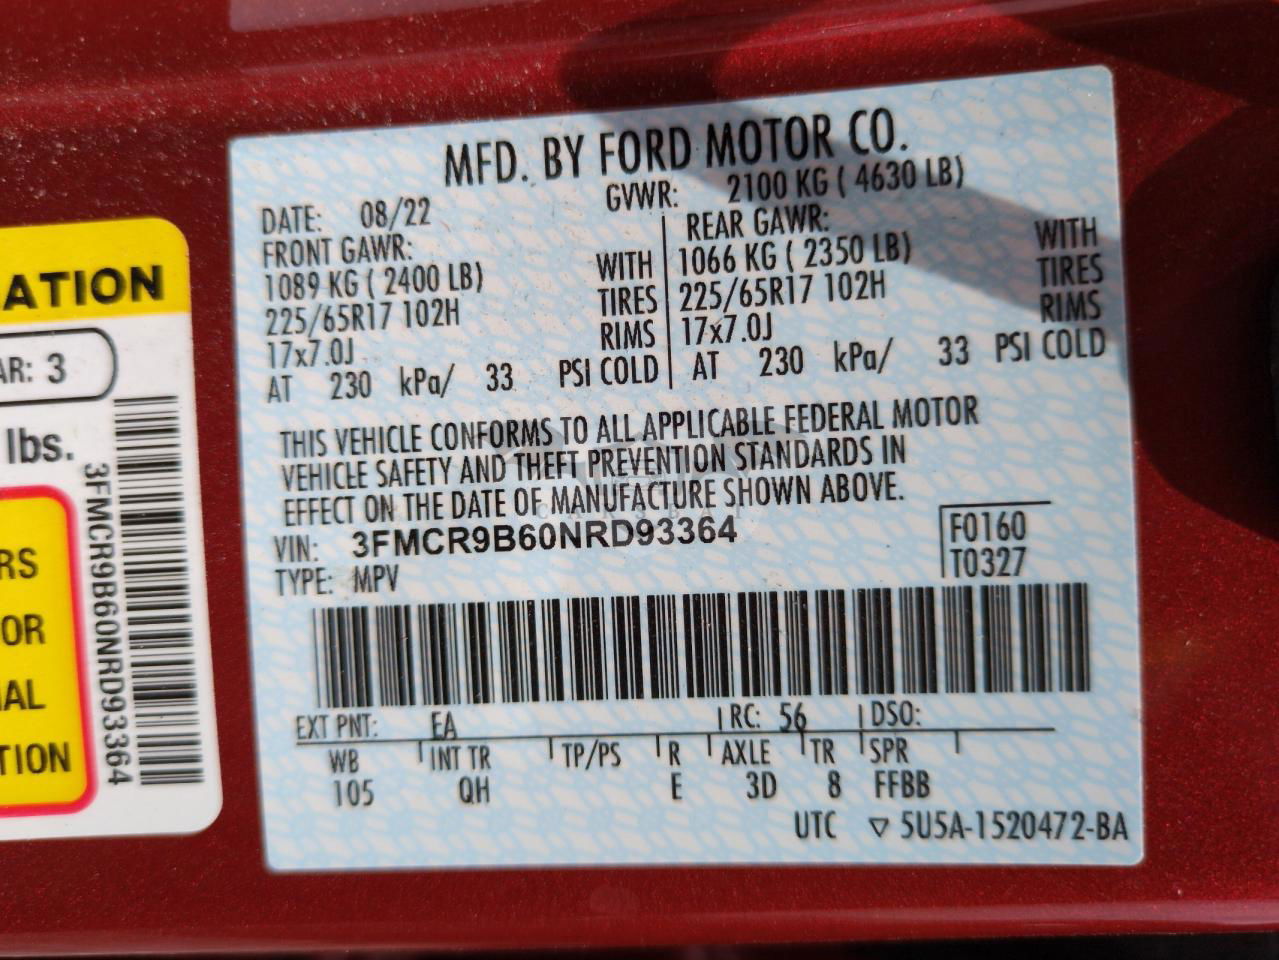 MFD. BY FORD MOTOR CO.
DATE: 08/22 GVWR: 2100 KG ( 4630 LB)
FRONT GAWR:
1089 KG ( 2400 LB) WITH
225/65R17 102H TIRES
17x7.0J RIMS
AT 230 kPa/ 33 PSI COLD
REAR GAWR:
1066 KG ( 2350 LB) WITH
225/65R17 102H TIRES
17x7.0J RIMS
AT 230 kPa/ 33 PSI COLD
THIS VEHICLE CONFORMS TO ALL APPLICABLE FEDERAL MOTOR
VEHICLE SAFETY AND THEFT PREVENTION STANDARDS IN
EFFECT ON THE DATE OF MANUFACTURE SHOWN ABOVE.
VIN: 3FMCR9B60NRD93364
TYPE: MPV
F0160
T0327
EXT PNT: EA RC: 56 DSO:
WB INT TR TP/PS R AXLE TR SPR
105 QH E 3D 8 FFBB
UTC ▽ 5U5A-1520472-BA
ATION
AR: 3
lbs.
RS
OR
IAL
TION
3FMCR9B60NRD93364